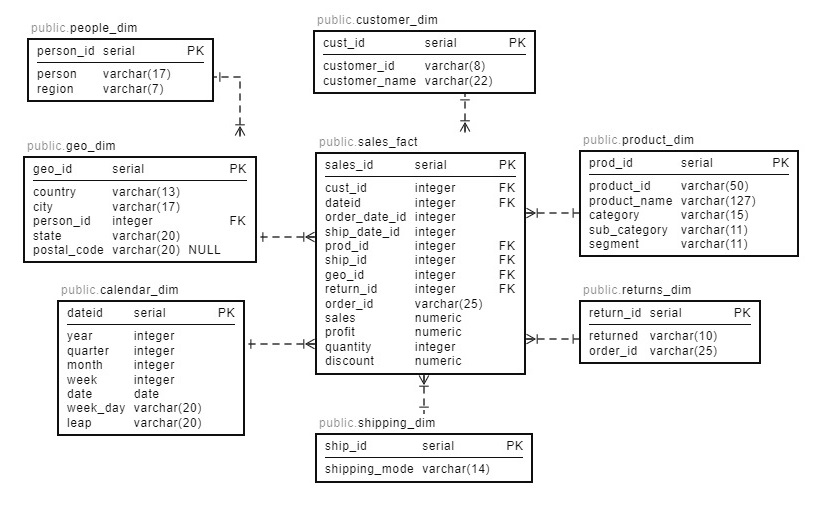 public.people_dim
person_id serial PK
person varchar(17)
region varchar(7)
public.customer_dim
cust_id serial PK
customer_id varchar(8)
customer_name varchar(22)
public.geo_dim
geo_id serial PK
country varchar(13)
city varchar(17)
person_id integer FK
state varchar(20)
postal_code varchar(20) NULL
public.sales_fact
sales_id serial PK
cust_id integer FK
dateid integer FK
order_date_id integer
ship_date_id integer
prod_id integer FK
ship_id integer FK
geo_id integer FK
return_id integer FK
order_id varchar(25)
sales numeric
profit numeric
quantity integer
discount numeric
public.product_dim
prod_id serial PK
product_id varchar(50)
product_name varchar(127)
category varchar(15)
sub_category varchar(11)
segment varchar(11)
public.calendar_dim
dateid serial PK
year integer
quarter integer
month integer
week integer
date date
week_day varchar(20)
leap varchar(20)
public.returns_dim
return_id serial PK
returned varchar(10)
order_id varchar(25)
public.shipping_dim
ship_id serial PK
shipping_mode varchar(14)